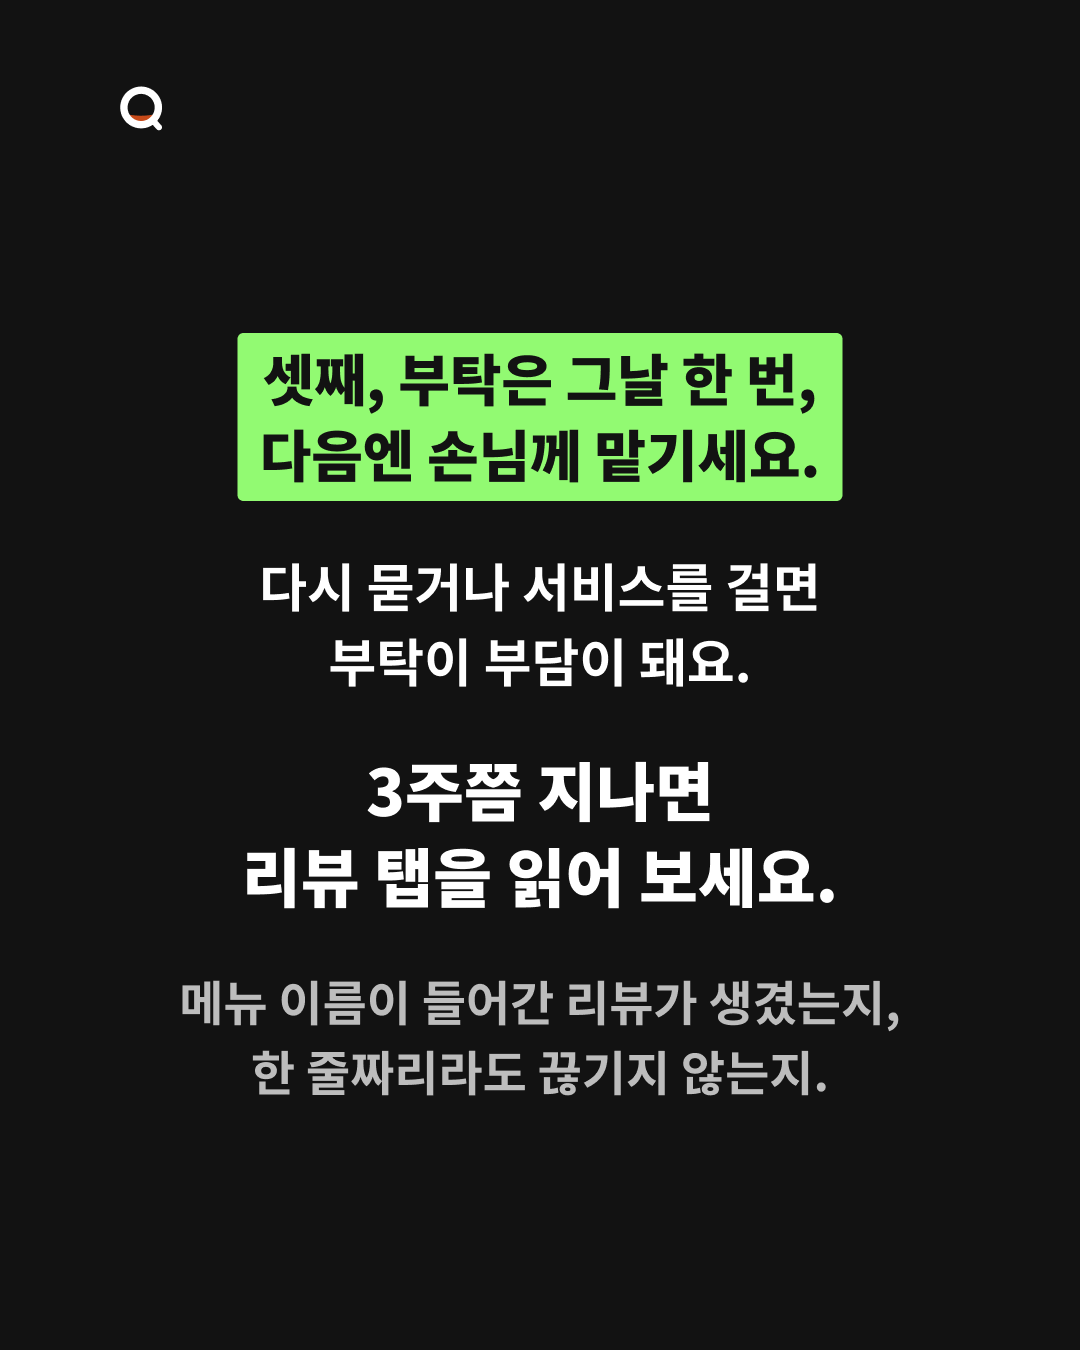 셋째, 부탁은 그날 한 번,
다음엔 손님께 맡기세요.
다시 묻거나 서비스를 걸면
부탁이 부담이 돼요.
3주쯤 지나면
리뷰 탭을 읽어 보세요.
메뉴 이름이 들어간 리뷰가 생겼는지,
한 줄짜리라도 끊기지 않는지.